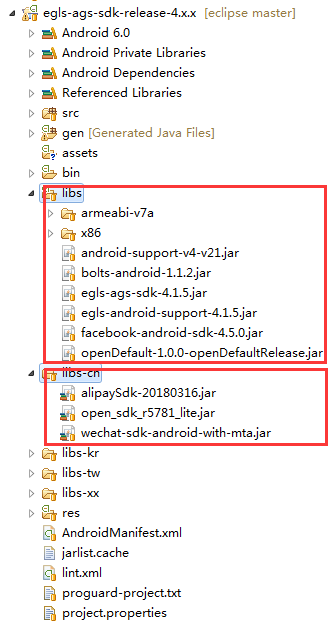 egls-ags-sdk-release-4.x.x [eclipse master]
Android 6.0
Android Private Libraries
Android Dependencies
Referenced Libraries
src
gen [Generated Java Files]
assets
bin
libs
armeabi-v7a
x86
android-support-v4-v21.jar
bolts-android-1.1.2.jar
egls-ags-sdk-4.1.5.jar
egls-android-support-4.1.5.jar
facebook-android-sdk-4.5.0.jar
openDefault-1.0.0-openDefaultRelease.jar
libs-cn
alipaySdk-20180316.jar
open_sdk_r5781_lite.jar
wechat-sdk-android-with-mta.jar
libs-kr
libs-tw
libs-xx
res
AndroidManifest.xml
jarlist.cache
lint.xml
proguard-project.txt
project.properties